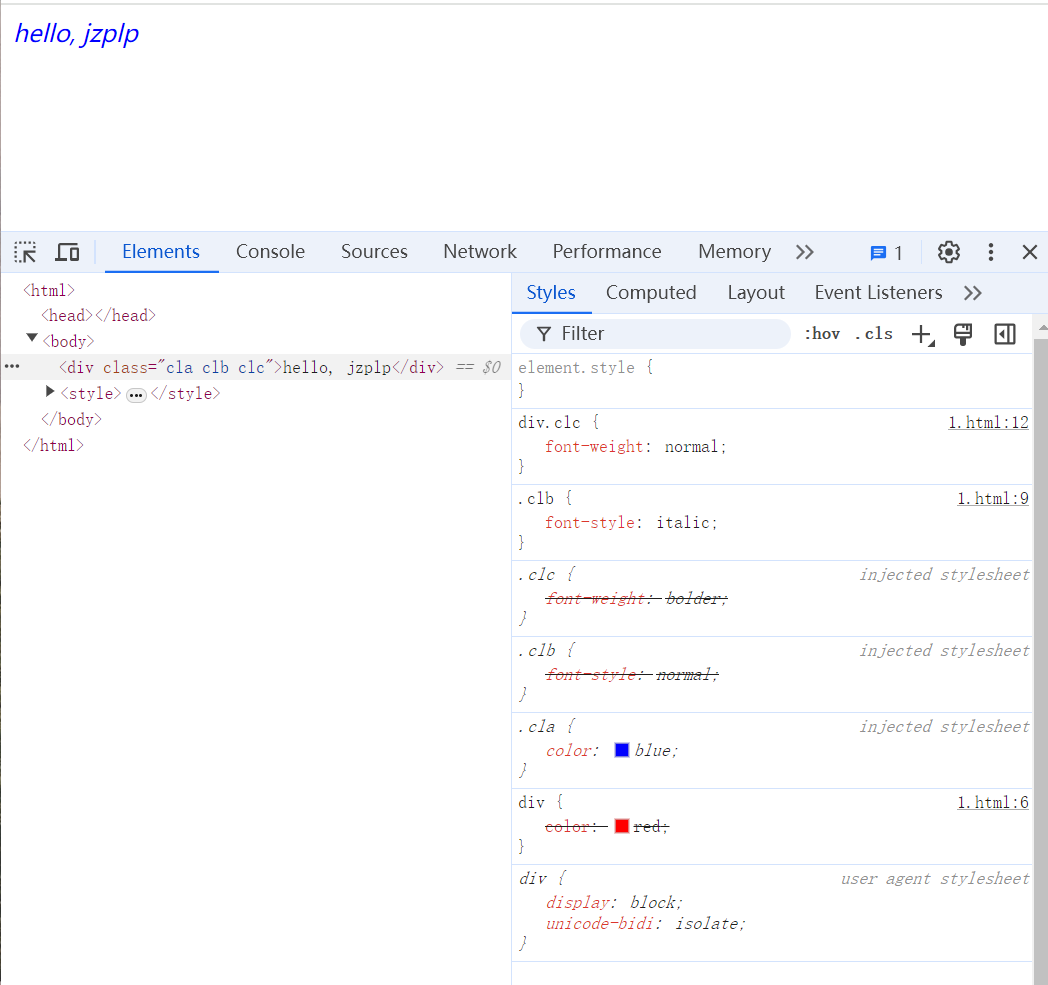 hello, jzplp
Elements Console Sources Network Performance Memory 1
<html>
<head></head>
<body>
<div class="cla clb clc">hello, jzplp</div> == $0
<style> … </style>
</body>
</html>
Styles Computed Layout Event Listeners
Filter :hov .cls
element.style {
}
div.clc { 1.html:12
font-weight: normal;
}
.clb { 1.html:9
font-style: italic;
}
.clc { injected stylesheet
font-weight: bolder;
}
.clb { injected stylesheet
font-style: normal;
}
.cla { injected stylesheet
color: blue;
}
div { 1.html:6
color: red;
}
div { user agent stylesheet
display: block;
unicode-bidi: isolate;
}